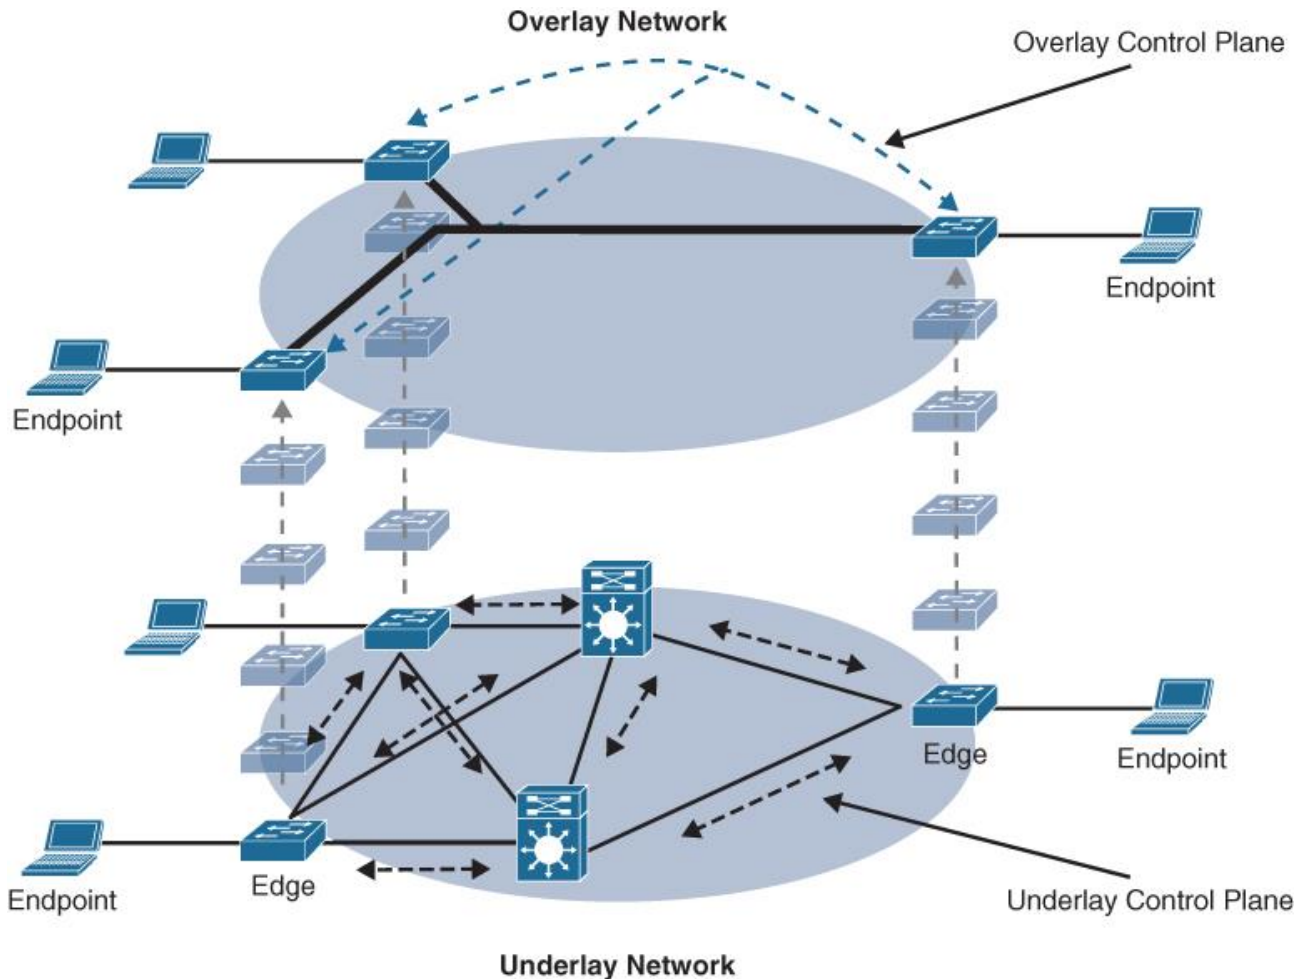 Overlay Network
Overlay Control Plane
Endpoint
Endpoint
Edge
Endpoint
Edge
Endpoint
Underlay Control Plane
Underlay Network